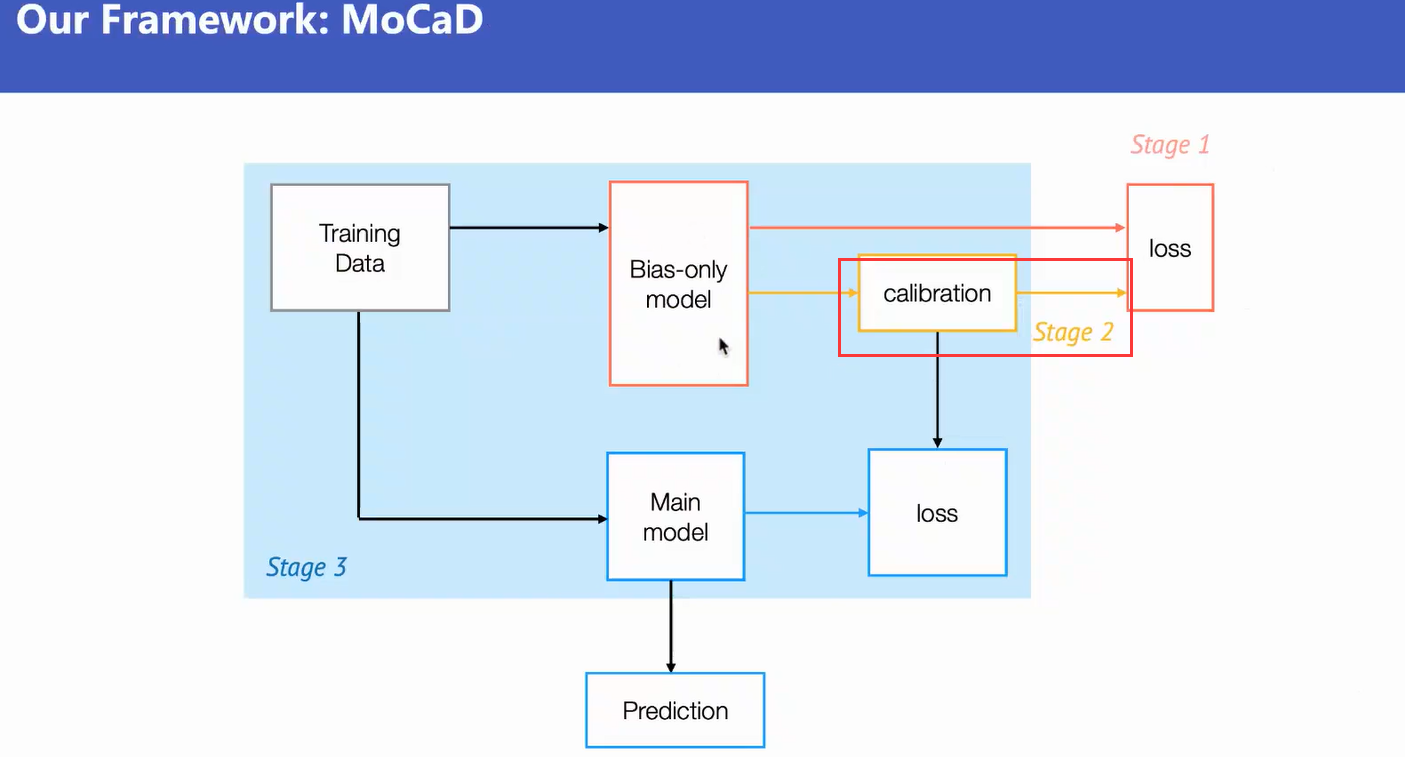 Our Framework: MoCaD
Stage 1
Training
Data
Bias-only
model
loss
calibration
Stage 2
Main
model
loss
Stage 3
Prediction